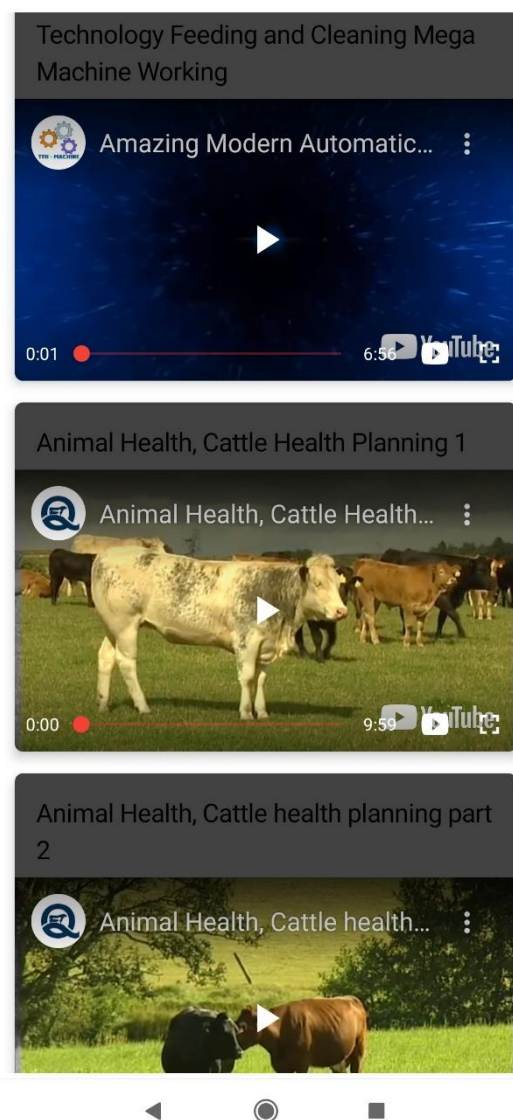 Technology Feeding and Cleaning Mega
Machine Working
Amazing Modern Automatic...
TTH - MACHINE
0:01
6:56
YouTube
Animal Health, Cattle Health Planning 1
Animal Health, Cattle Health...
0:00
9:59
YouTube
Animal Health, Cattle health planning part
2
Animal Health, Cattle health...